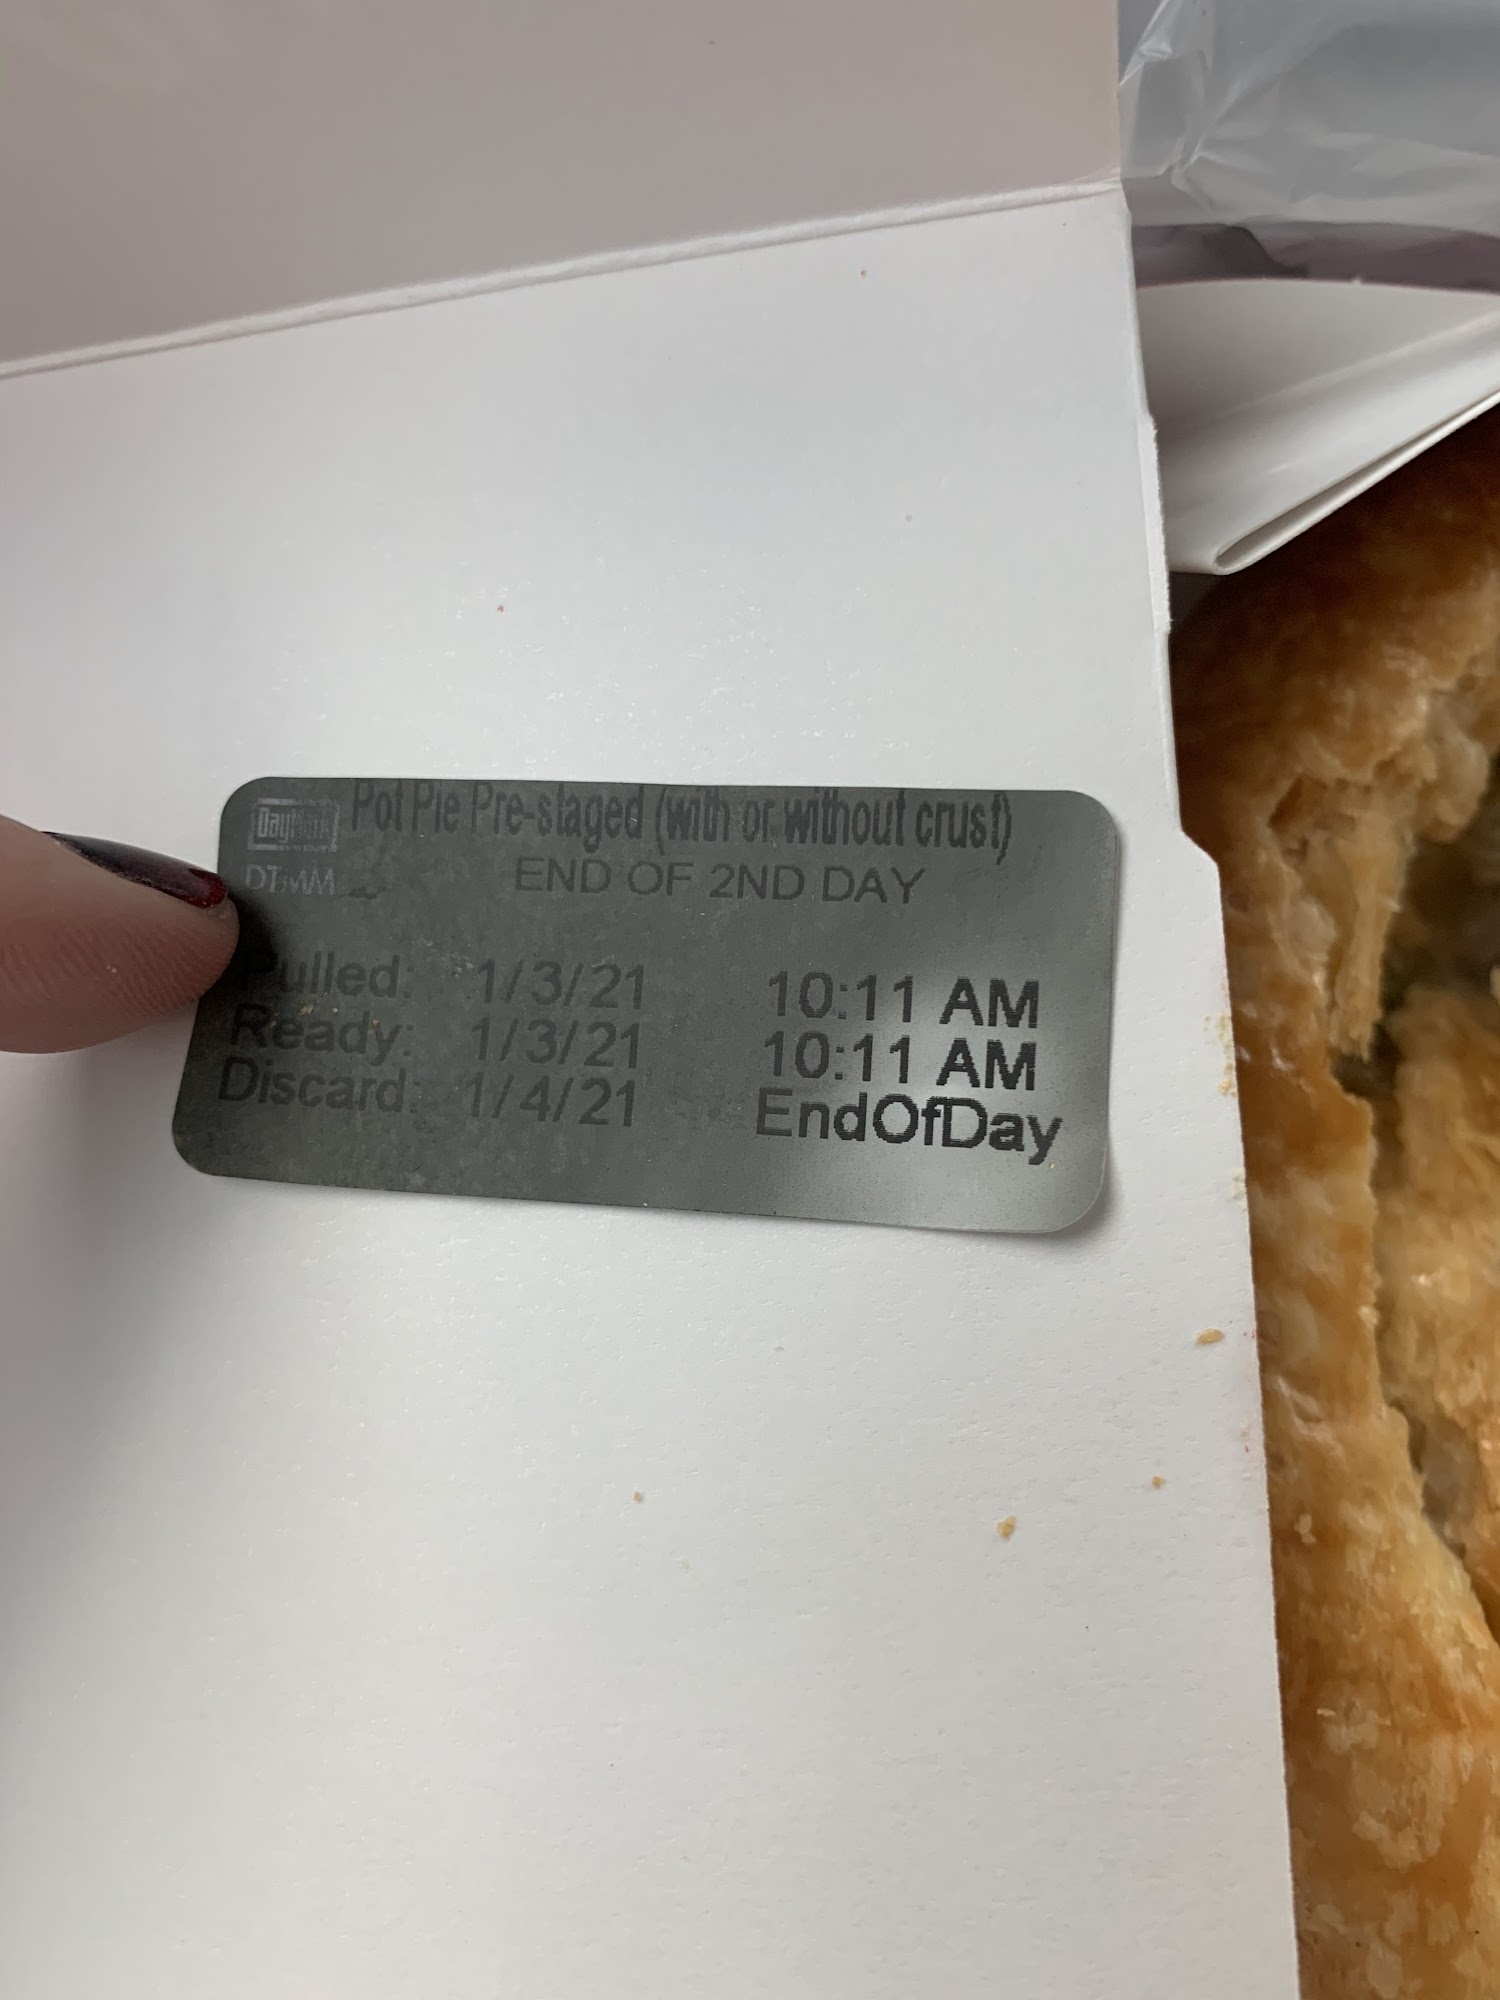 DayMark Pot Pie Pre-staged (with or without crust)
DTMM END OF 2ND DAY
Pulled: 1/3/21 10:11 AM
Ready: 1/3/21 10:11 AM
Discard: 1/4/21 EndOfDay